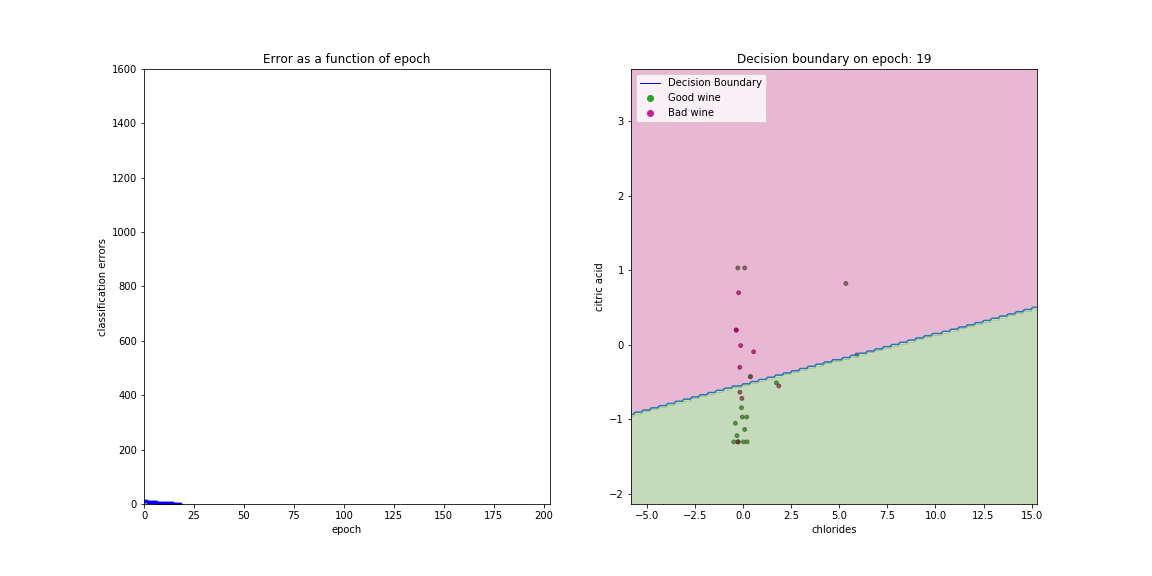 Error as a function of epoch
1600
1400
1200
1000
800
600
400
200
0
classification errors
0 25 50 75 100 125 150 175 200
epoch
Decision boundary on epoch: 19
Decision Boundary
Good wine
Bad wine
3
2
1
0
−1
−2
citric acid
−5.0 −2.5 0.0 2.5 5.0 7.5 10.0 12.5 15.0
chlorides